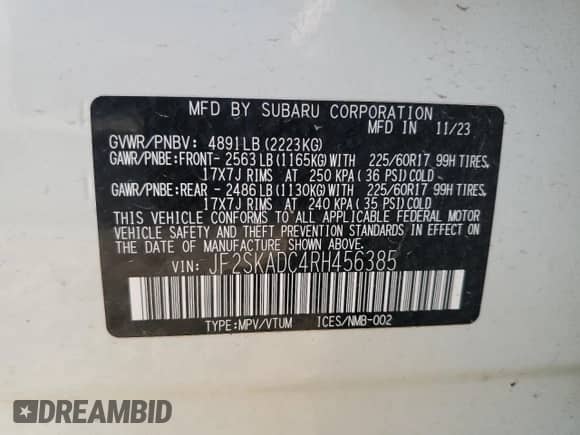 MFD BY SUBARU CORPORATION
MFD IN 11/23
GVWR/PNBV: 4891LB (2223KG)
GAWR/PNBE:FRONT- 2563LB (1165KG) WITH 225/60R17 99H TIRES,
17X7J RIMS AT 250 KPA (36 PSI) COLD
GAWR/PNBE:REAR - 2486LB (1130KG) WITH 225/60R17 99H TIRES,
17X7J RIMS AT 240 KPA (35 PSI) COLD
THIS VEHICLE CONFORMS TO ALL APPLICABLE FEDERAL MOTOR
VEHICLE SAFETY AND THEFT PREVENTION STANDARDS IN EFFECT
ON THE DATE OF MANUFACTURE SHOWN ABOVE.
VIN: JF2SKADC4RH456385
TYPE:MPV/VTUM ICES/NMB-002
DREAMBID